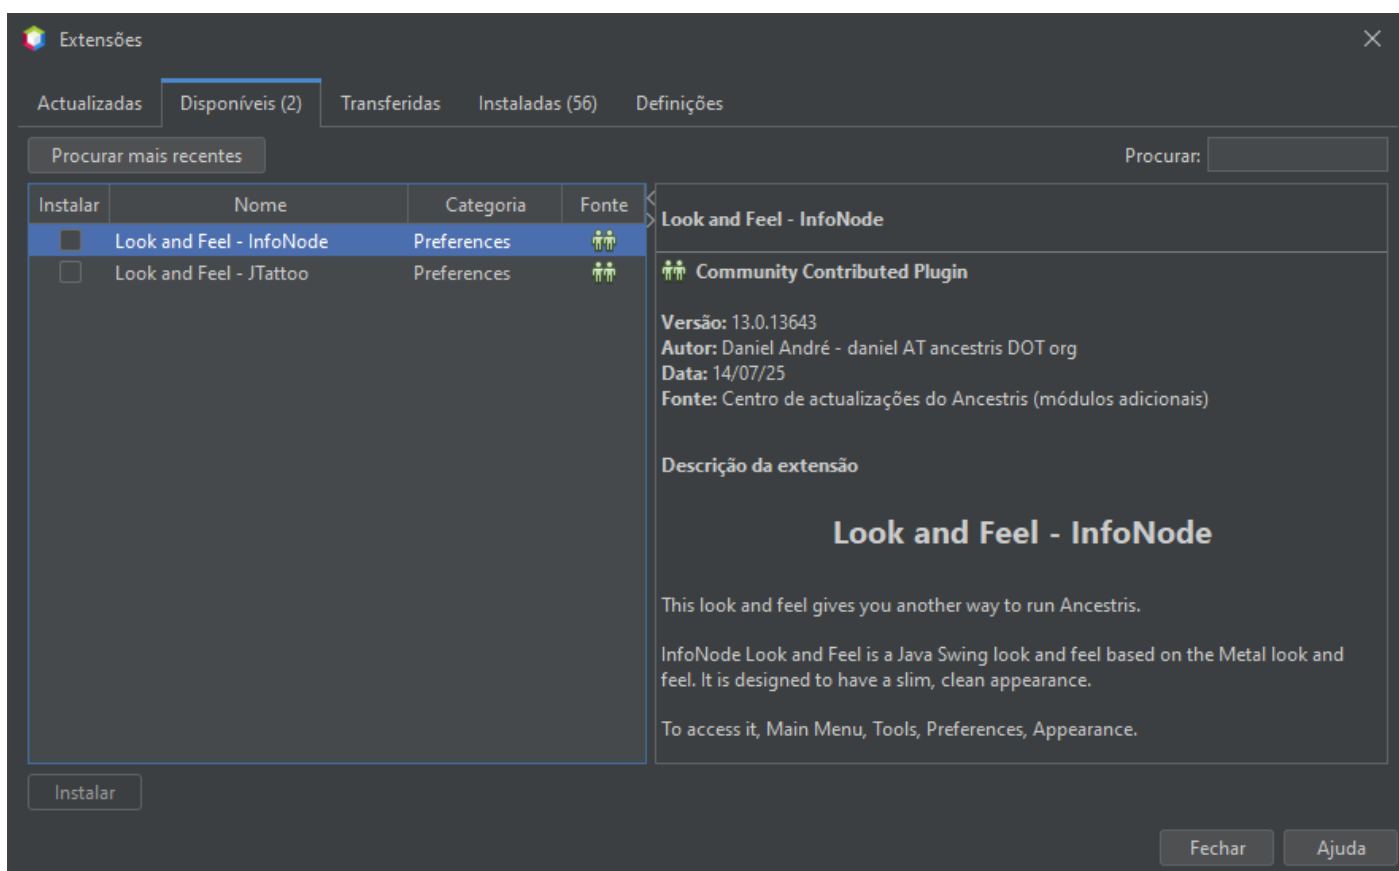 Extensões
Actualizadas Disponíveis (2) Transferidas Instaladas (56) Definições
Procurar mais recentes Procurar:
Instalar Nome Categoria Fonte
Look and Feel - InfoNode Preferences
Look and Feel - JTattoo Preferences
Look and Feel - InfoNode
Community Contributed Plugin
Versão: 13.0.13643
Autor: Daniel André - daniel AT ancestris DOT org
Data: 14/07/25
Fonte: Centro de actualizações do Ancestris (módulos adicionais)
Descrição da extensão
Look and Feel - InfoNode
This look and feel gives you another way to run Ancestris.
InfoNode Look and Feel is a Java Swing look and feel based on the Metal look and
feel. It is designed to have a slim, clean appearance.
To access it, Main Menu, Tools, Preferences, Appearance.
Instalar
Fechar Ajuda